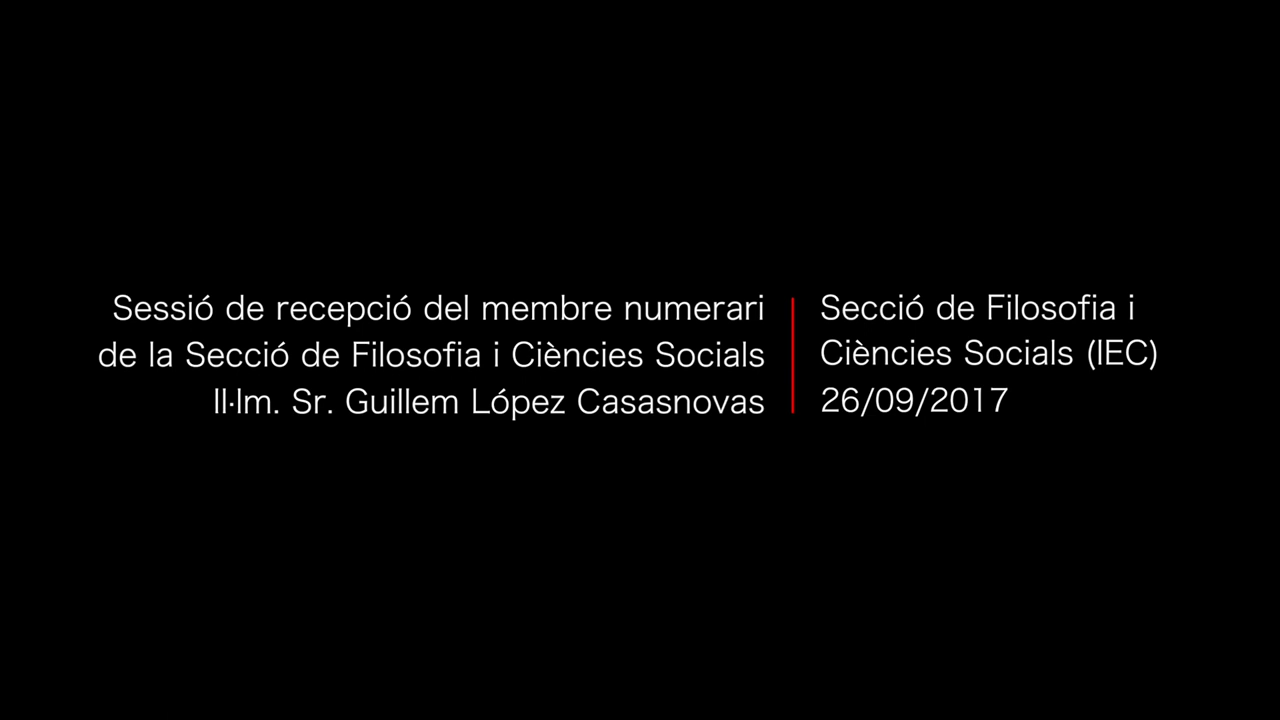 Sessió de recepció del membre numerari
de la Secció de Filosofia i Ciències Socials
Il·lm. Sr. Guillem López Casasnovas
Secció de Filosofia i
Ciències Socials (IEC)
26/09/2017